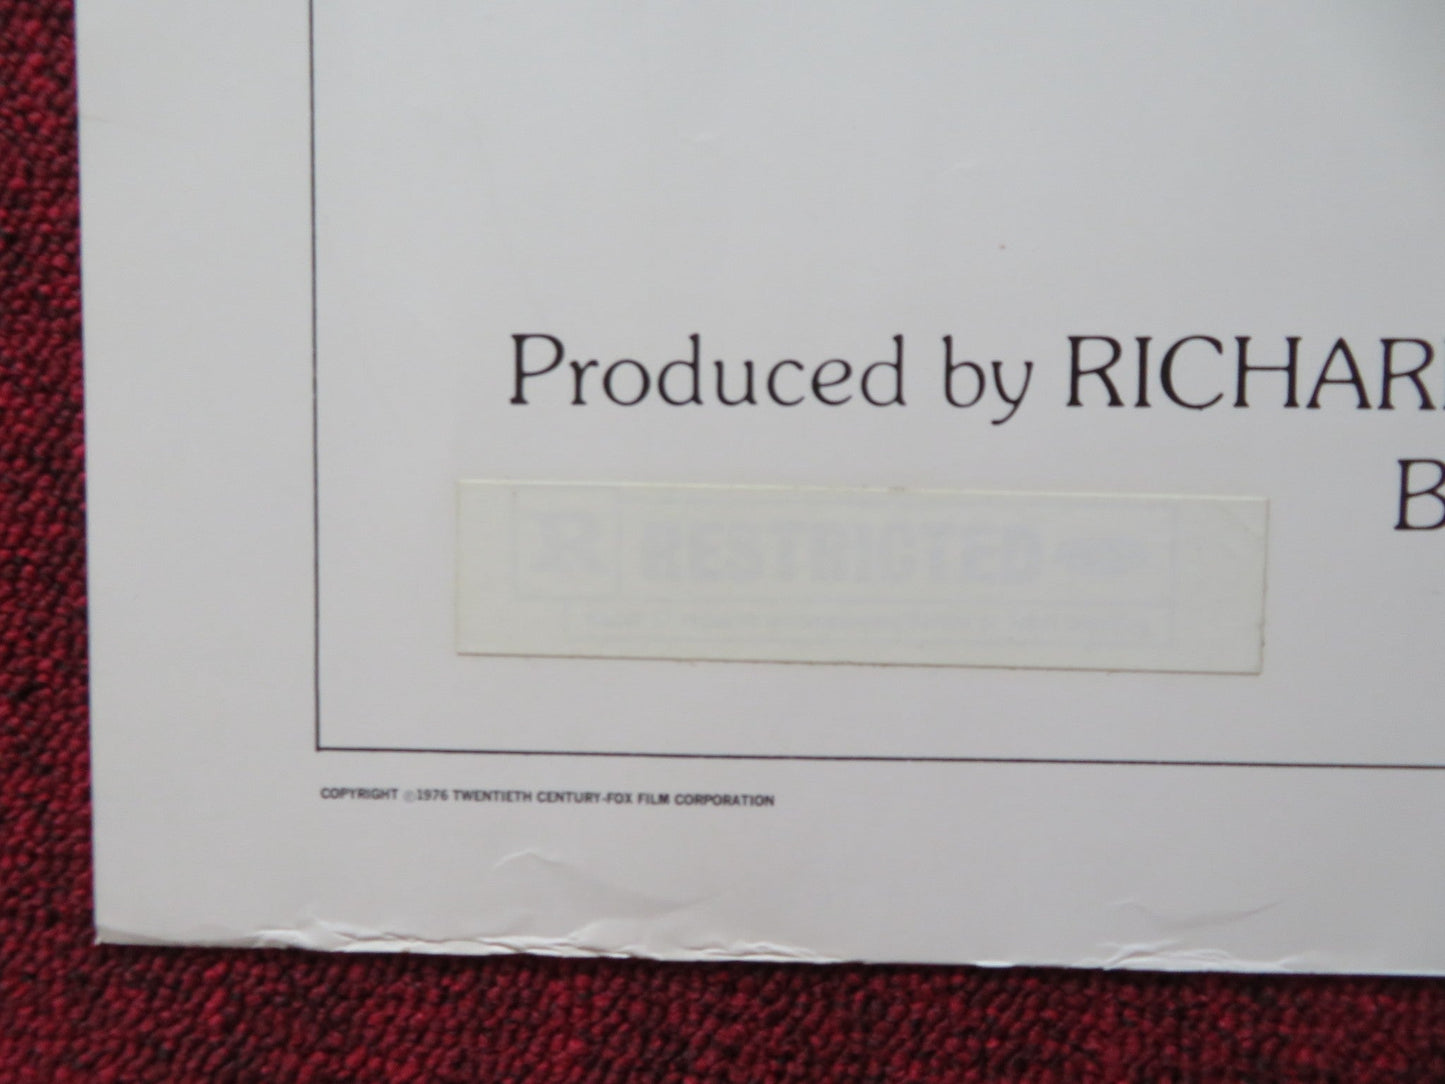 Produced by RICHAR
B
R RESTRICTED
COPYRIGHT ©1976 TWENTIETH CENTURY-FOX FILM CORPORATION